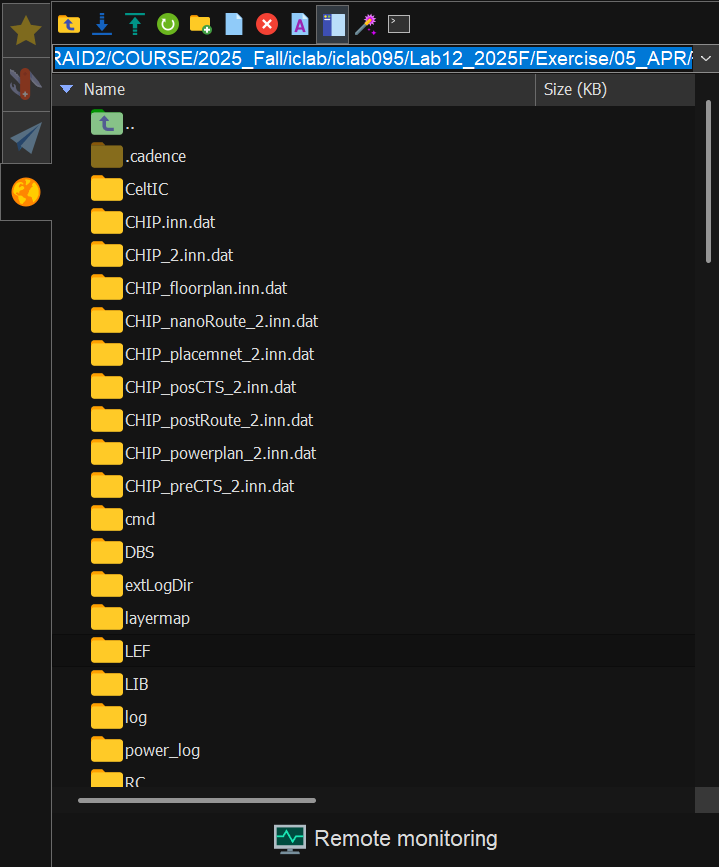 RAID2/COURSE/2025_Fall/iclab/iclab095/Lab12_2025F/Exercise/05_APR/
Name Size (KB)
..
.cadence
CeltIC
CHIP.inn.dat
CHIP_2.inn.dat
CHIP_floorplan.inn.dat
CHIP_nanoRoute_2.inn.dat
CHIP_placemnet_2.inn.dat
CHIP_posCTS_2.inn.dat
CHIP_postRoute_2.inn.dat
CHIP_powerplan_2.inn.dat
CHIP_preCTS_2.inn.dat
cmd
DBS
extLogDir
layermap
LEF
LIB
log
power_log
RC
Remote monitoring